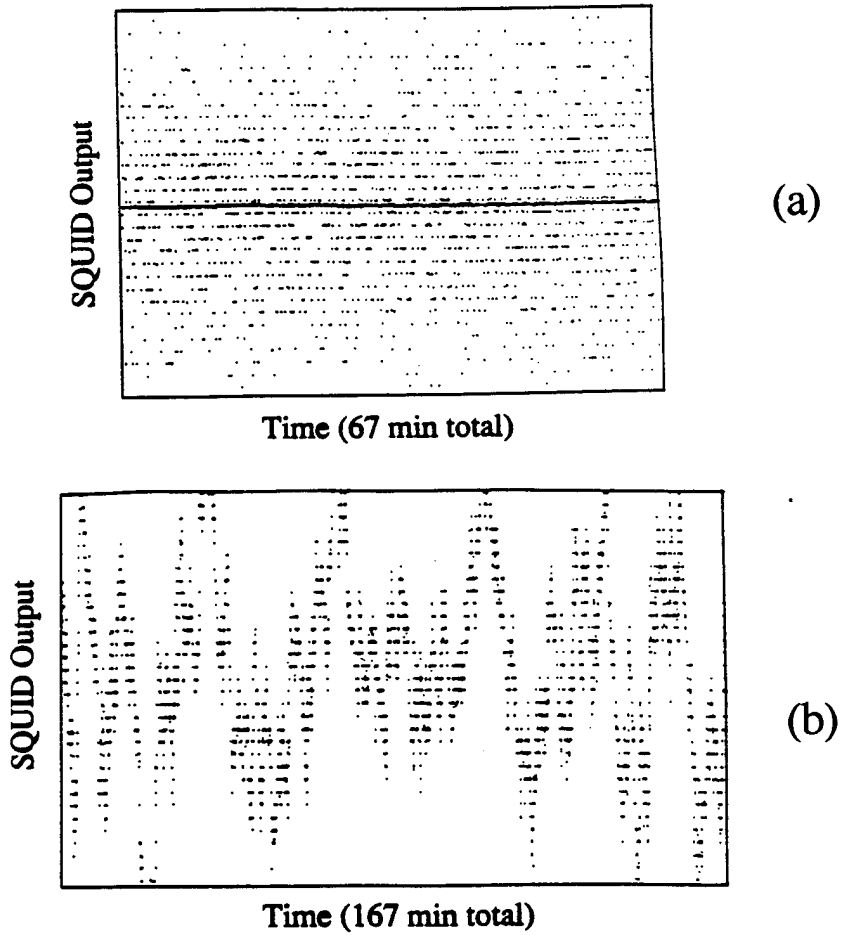 SQUID Output
(a)
Time (67 min total)
SQUID Output
(b)
Time (167 min total)